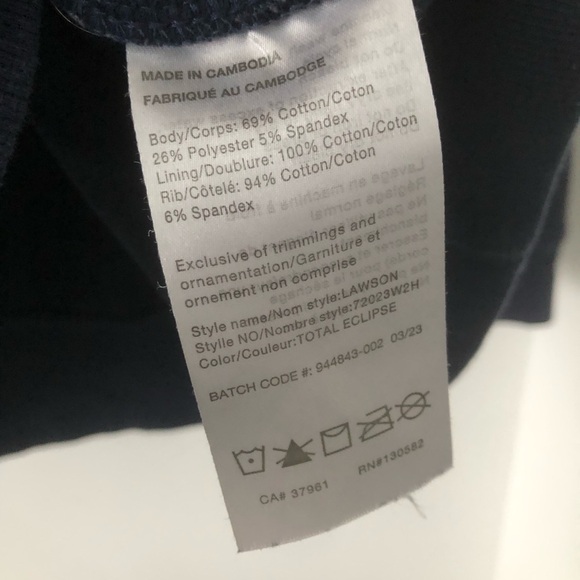 MADE IN CAMBODIA
FABRIQUÉ AU CAMBODGE
Body/Corps: 69% Cotton/Coton
26% Polyester 5% Spandex
Lining/Doublure: 100% Cotton/Coton
Rib/Côtelé: 94% Cotton/Coton
6% Spandex
Exclusive of trimmings and
ornamentation/Garniture et
ornement non comprise
Style name/Nom style:LAWSON
Stylle NO/Nombra style:72023W2H
Color/Couleur:TOTAL ECLIPSE
BATCH CODE #: 944843-002 03/23
CA# 37961 RN#130582